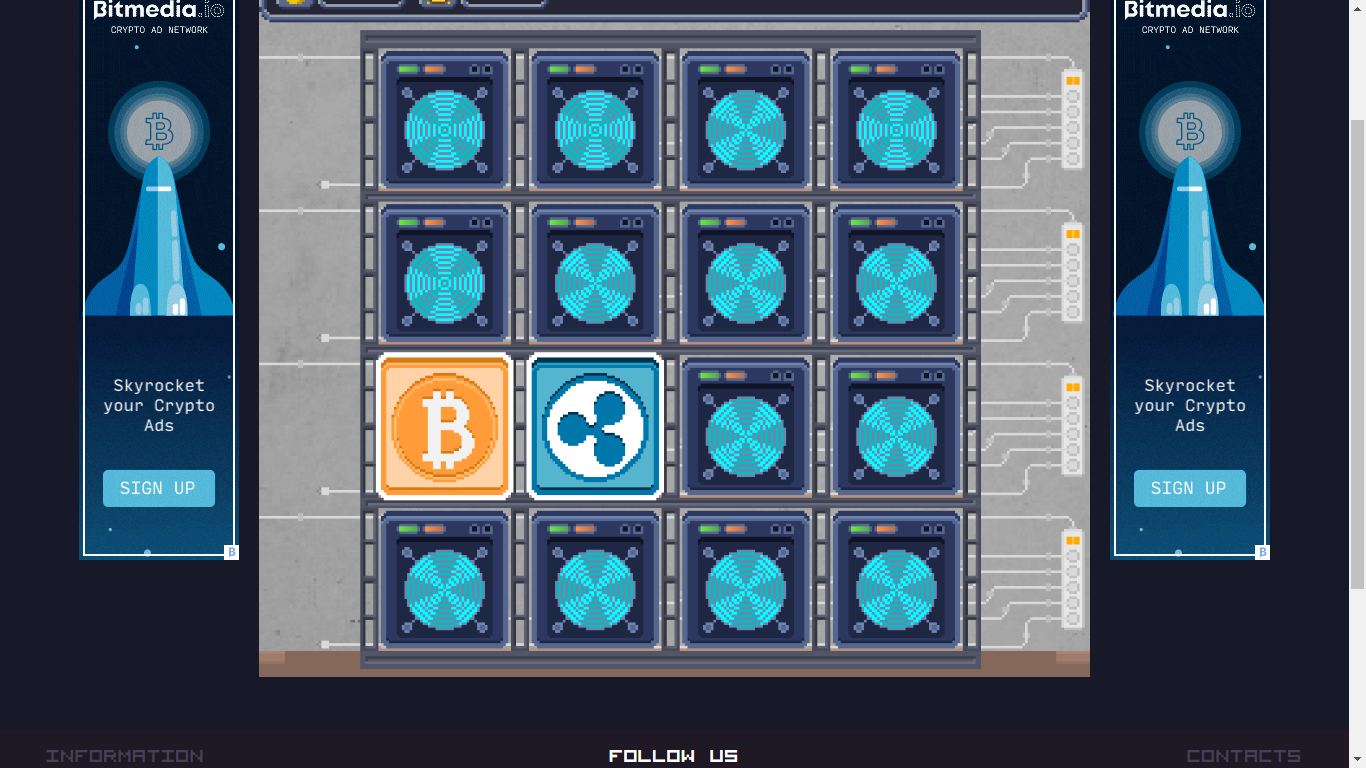 Bitmedia.io
CRYPTO AD NETWORK
Skyrocket
your Crypto
Ads
SIGN UP
Bitmedia.io
CRYPTO AD NETWORK
Skyrocket
your Crypto
Ads
SIGN UP
INFORMATION
FOLLOW US
CONTACTS